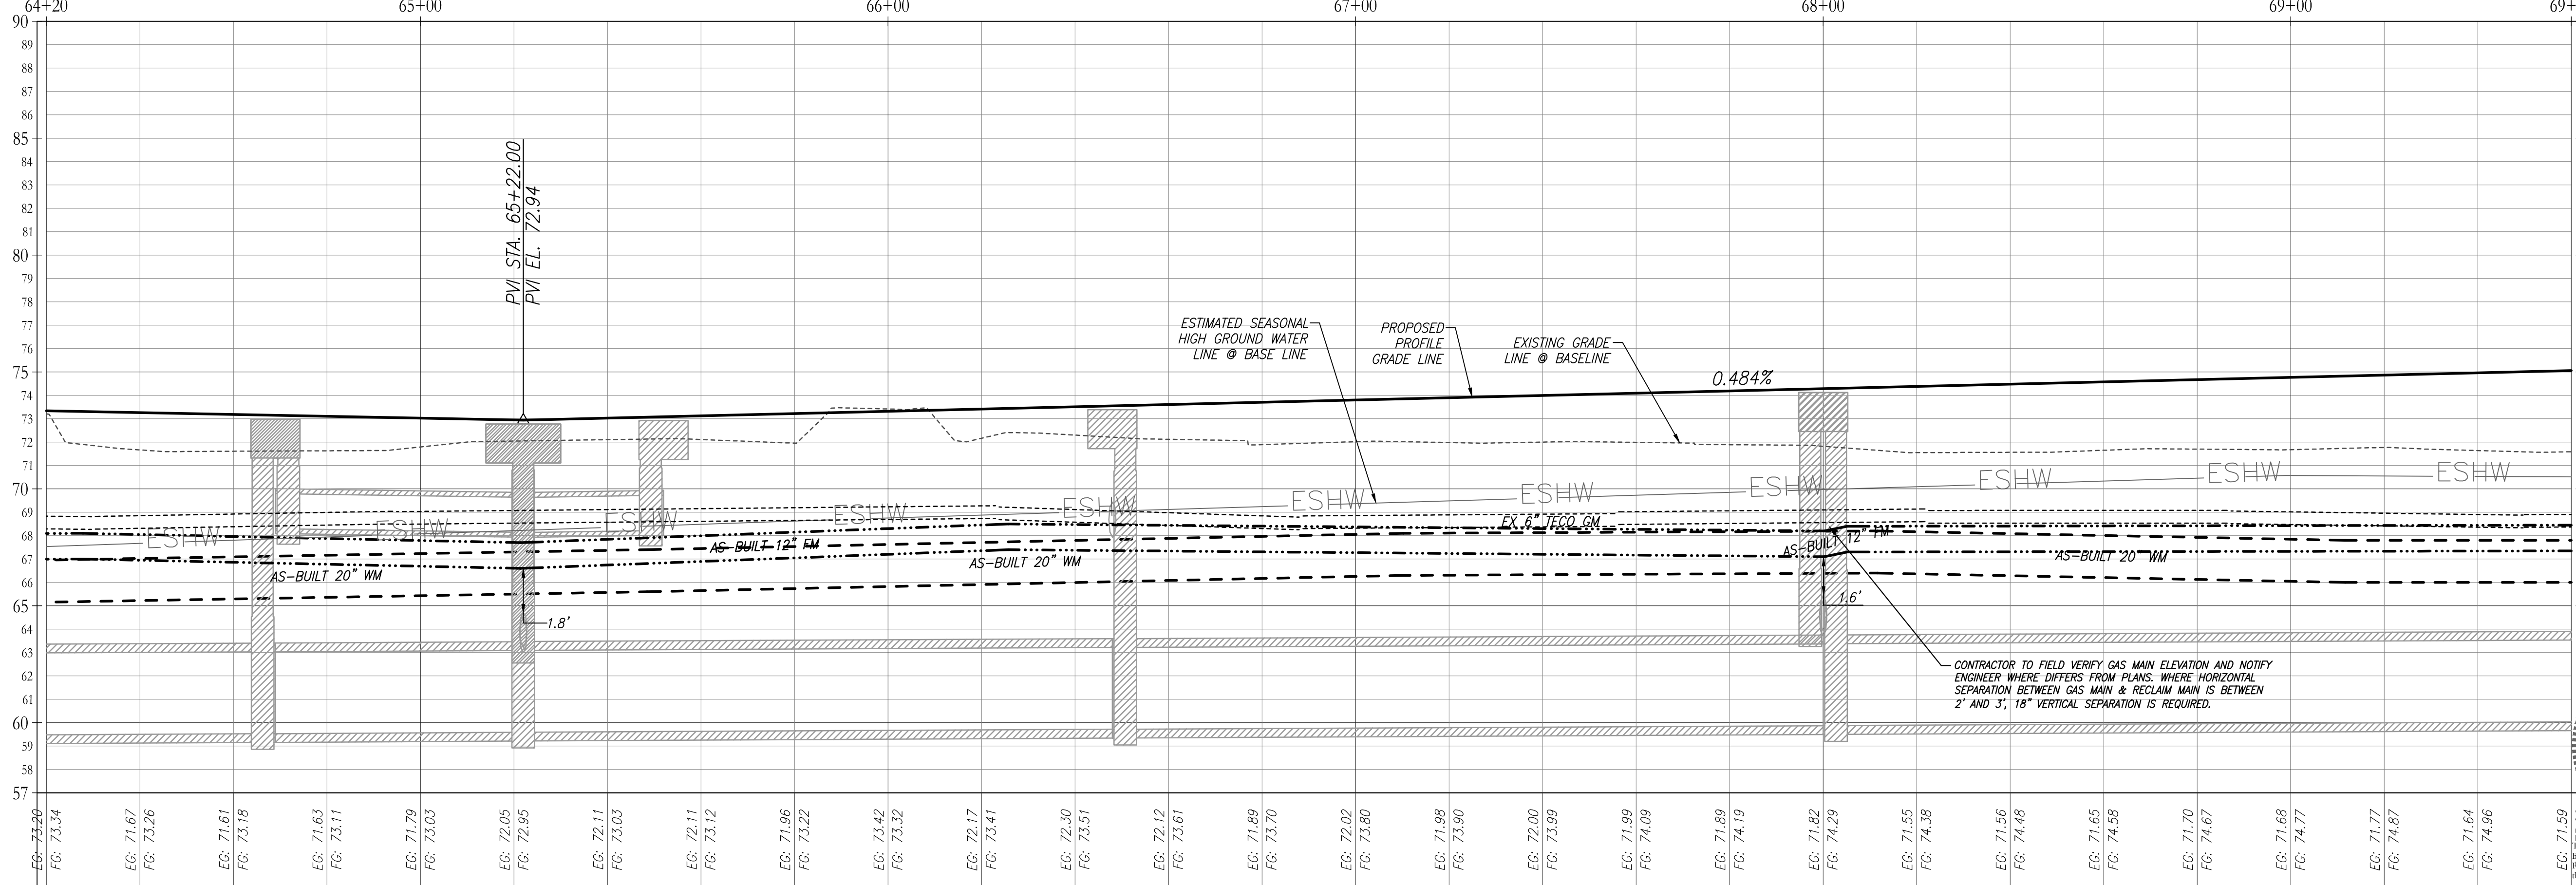 64+20 65+00 66+00 67+00 68+00 69+00 69+
90
89
88
87
86
85
84
83
82
81
80
79
78
77
76
75
74
73
72
71
70
69
68
67
66
65
64
63
62
61
60
59
58
57
PVI STA. 65+22.00
PVI EL. 72.94
ESTIMATED SEASONAL
HIGH GROUND WATER
LINE @ BASE LINE
PROPOSED
PROFILE
GRADE LINE
EXISTING GRADE
LINE @ BASELINE
0.484%
ESHW
ESHW
ESHW
ESHW
ESHW
ESHW
ESHW
ESHW
ESHW
ESHW
ESHW
EX 6" TECO GM
AS-BUILT 12" FM
AS-BUILT 12" FM
AS-BUILT 20" WM
AS-BUILT 20" WM
AS-BUILT 20" WM
1.8'
1.6'
CONTRACTOR TO FIELD VERIFY GAS MAIN ELEVATION AND NOTIFY
ENGINEER WHERE DIFFERS FROM PLANS. WHERE HORIZONTAL
SEPARATION BETWEEN GAS MAIN & RECLAIM MAIN IS BETWEEN
2' AND 3', 18" VERTICAL SEPARATION IS REQUIRED.
EG: 73.20
FG: 73.34
EG: 71.67
FG: 73.26
EG: 71.61
FG: 73.18
EG: 71.63
FG: 73.11
EG: 71.79
FG: 73.03
EG: 72.05
FG: 72.95
EG: 72.11
FG: 73.03
EG: 72.11
FG: 73.12
EG: 71.96
FG: 73.22
EG: 73.42
FG: 73.32
EG: 72.17
FG: 73.41
EG: 72.30
FG: 73.51
EG: 72.12
FG: 73.61
EG: 71.89
FG: 73.70
EG: 72.02
FG: 73.80
EG: 71.98
FG: 73.90
EG: 72.00
FG: 73.99
EG: 71.99
FG: 74.09
EG: 71.89
FG: 74.19
EG: 71.82
FG: 74.29
EG: 71.55
FG: 74.38
EG: 71.56
FG: 74.48
EG: 71.65
FG: 74.58
EG: 71.70
FG: 74.67
EG: 71.68
FG: 74.77
EG: 71.77
FG: 74.87
EG: 71.64
FG: 74.96
EG: 71.59